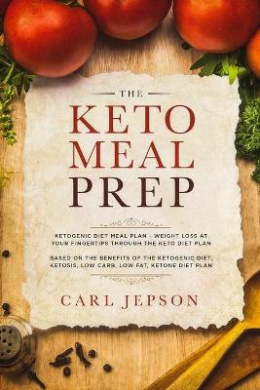 THE
KETO
MEAL
PREP
KETOGENIC DIET MEAL PLAN - WEIGHT LOSS AT
YOUR FINGERTIPS THROUGH THE KETO DIET PLAN
BASED ON THE BENEFITS OF THE KETOGENIC DIET,
KETOSIS, LOW CARB, LOW FAT, KETONE DIET PLAN
CARL JEPSON